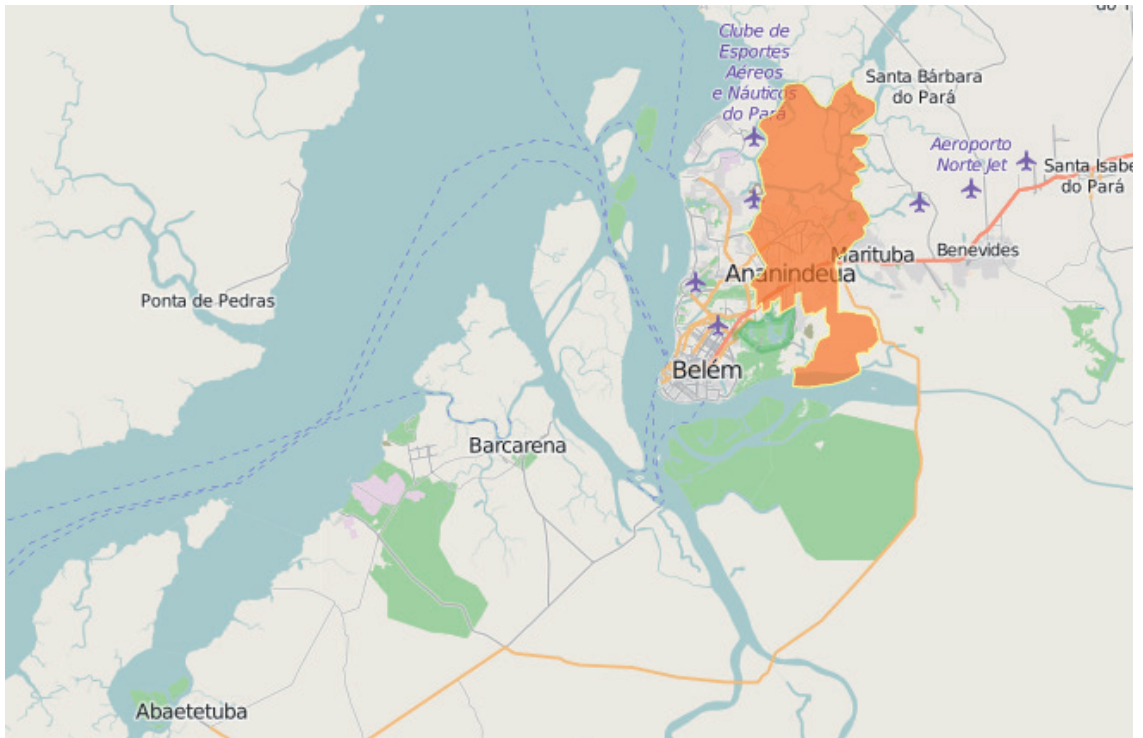 Clube de
Esportes
Aéreos
e Náuticos
do Pará
Santa Bárbara
do Pará
Aeroporto
Norte Jet
Santa Isabe
do Pará
Marituba
Benevides
Ananindeua
Ponta de Pedras
Belém
Barcarena
Abaetetuba